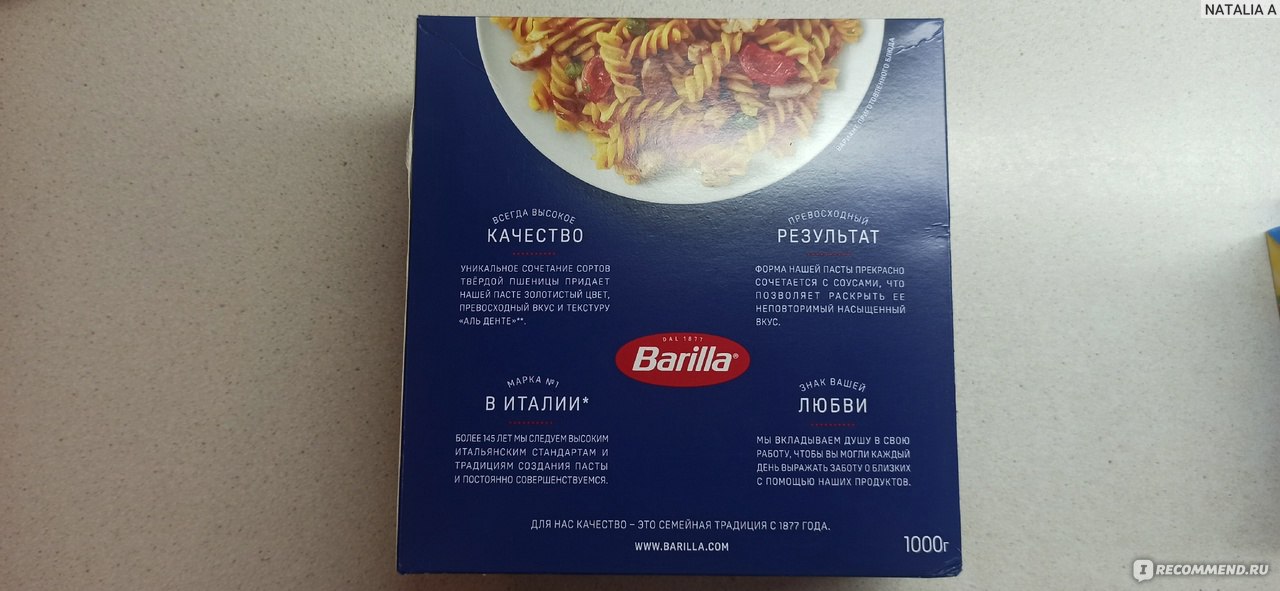 NATALIA A
ВАРИАНТ ПРИГОТОВЛЕННОГО БЛЮДА
ВСЕГДА ВЫСОКОЕ
КАЧЕСТВО
УНИКАЛЬНОЕ СОЧЕТАНИЕ СОРТОВ
ТВЁРДОЙ ПШЕНИЦЫ ПРИДАЕТ
НАШЕЙ ПАСТЕ ЗОЛОТИСТЫЙ ЦВЕТ,
ПРЕВОСХОДНЫЙ ВКУС И ТЕКСТУРУ
«АЛЬ ДЕНТЕ»**.
ПРЕВОСХОДНЫЙ
РЕЗУЛЬТАТ
ФОРМА НАШЕЙ ПАСТЫ ПРЕКРАСНО
СОЧЕТАЕТСЯ С СОУСАМИ, ЧТО
ПОЗВОЛЯЕТ РАСКРЫТЬ ЕЕ
НЕПОВТОРИМЫЙ НАСЫЩЕННЫЙ
ВКУС.
DAL 1877
Barilla®
МАРКА №1
В ИТАЛИИ*
БОЛЕЕ 145 ЛЕТ МЫ СЛЕДУЕМ ВЫСОКИМ
ИТАЛЬЯНСКИМ СТАНДАРТАМ И
ТРАДИЦИЯМ СОЗДАНИЯ ПАСТЫ
И ПОСТОЯННО СОВЕРШЕНСТВУЕМСЯ.
ЗНАК ВАШЕЙ
ЛЮБВИ
МЫ ВКЛАДЫВАЕМ ДУШУ В СВОЮ
РАБОТУ, ЧТОБЫ ВЫ МОГЛИ КАЖДЫЙ
ДЕНЬ ВЫРАЖАТЬ ЗАБОТУ О БЛИЗКИХ
С ПОМОЩЬЮ НАШИХ ПРОДУКТОВ.
ДЛЯ НАС КАЧЕСТВО – ЭТО СЕМЕЙНАЯ ТРАДИЦИЯ С 1877 ГОДА.
WWW.BARILLA.COM
1000г
IRECOMMEND.RU